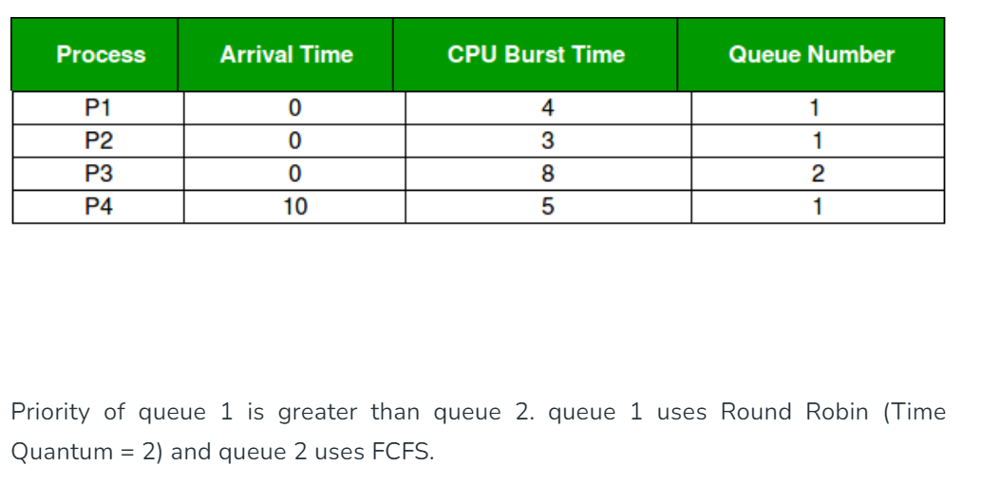 Process Arrival Time CPU Burst Time Queue Number
P1 0 4 1
P2 0 3 1
P3 0 8 2
P4 10 5 1
Priority of queue 1 is greater than queue 2. queue 1 uses Round Robin (Time
Quantum = 2) and queue 2 uses FCFS.